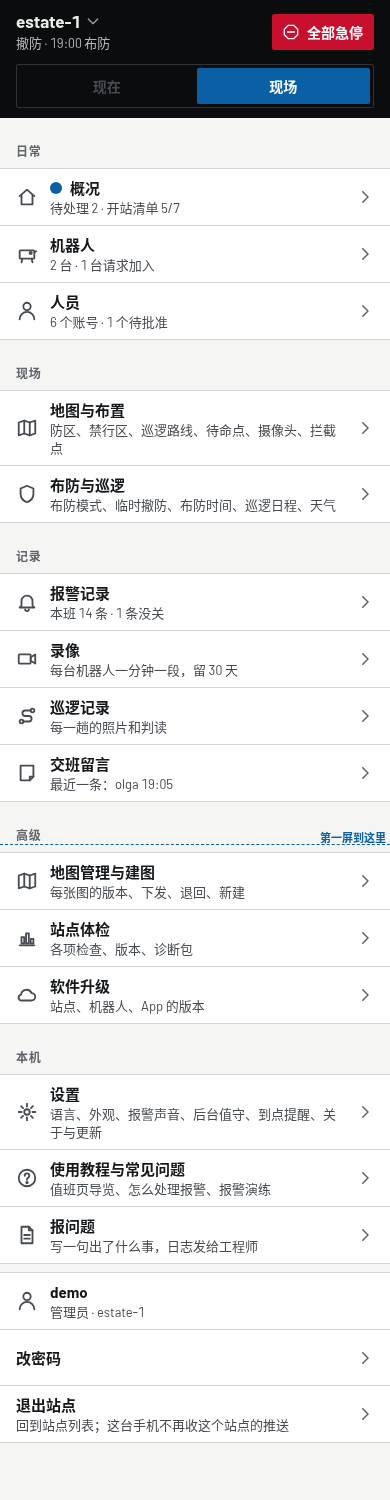 estate-1
撤防 · 19:00 布防
全部急停
现在
现场
日常
概况
待处理 2 · 开站清单 5/7
机器人
2 台 · 1 台请求加入
人员
6 个账号 · 1 个待批准
现场
地图与布置
防区、禁行区、巡逻路线、待命点、摄像头、拦截
点
布防与巡逻
布防模式、临时撤防、布防时间、巡逻日程、天气
记录
报警记录
本班 14 条 · 1 条没关
录像
每台机器人一分钟一段，留 30 天
巡逻记录
每一趟的照片和判读
交班留言
最近一条：olga 19:05
高级
第一屏到这里
地图管理与建图
每张图的版本、下发、退回、新建
站点体检
各项检查、版本、诊断包
软件升级
站点、机器人、App 的版本
本机
设置
语言、外观、报警声音、后台值守、到点提醒、关
于与更新
使用教程与常见问题
值班页导览、怎么处理报警、报警演练
报问题
写一句出了什么事，日志发给工程师
demo
管理员 · estate-1
改密码
退出站点
回到站点列表；这台手机不再收这个站点的推送